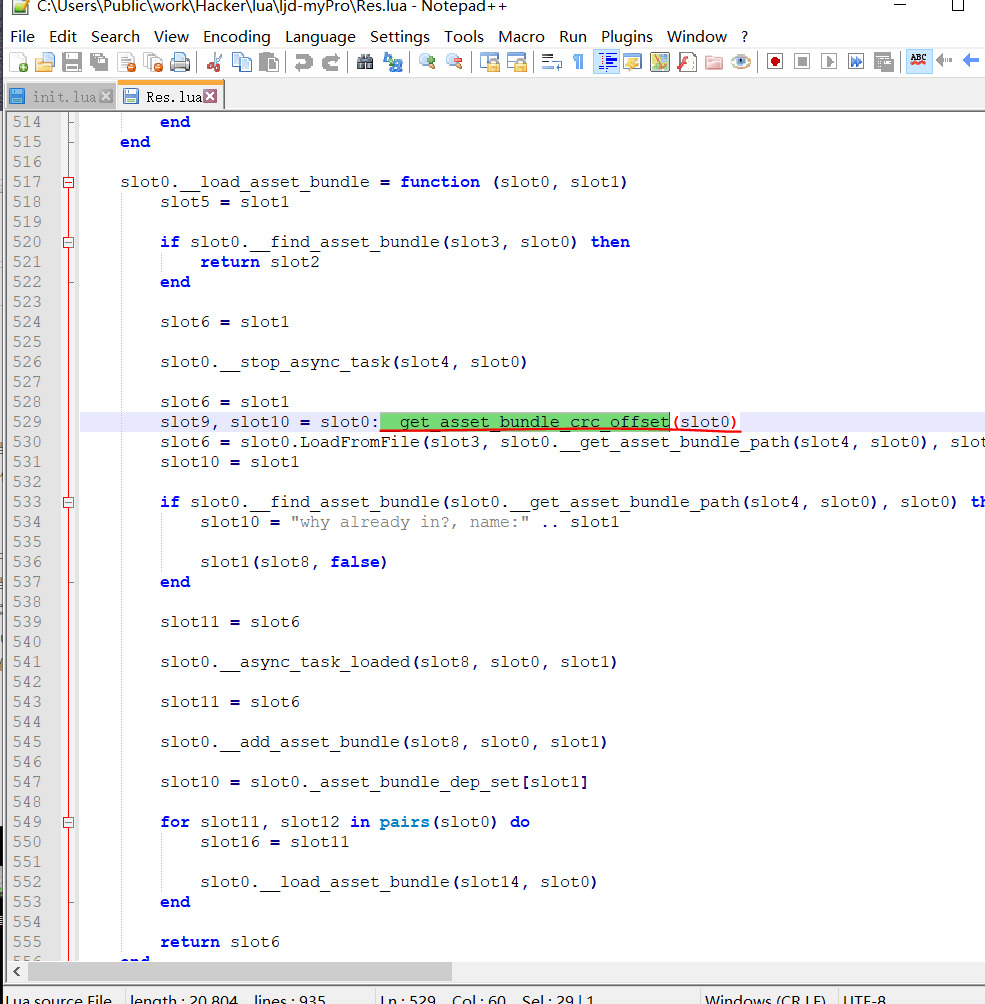 C:\Users\Public\work\Hacker\lua\ljd-myPro\Res.lua - Notepad++
File Edit Search View Encoding Language Settings Tools Macro Run Plugins Window ?
ABC
init.lua Res.lua
514 end
515 end
516
517 slot0.__load_asset_bundle = function (slot0, slot1)
518 slot5 = slot1
519
520 if slot0.__find_asset_bundle(slot3, slot0) then
521 return slot2
522 end
523
524 slot6 = slot1
525
526 slot0.__stop_async_task(slot4, slot0)
527
528 slot6 = slot1
529 slot9, slot10 = slot0:__get_asset_bundle_crc_offset(slot0)
530 slot6 = slot0.LoadFromFile(slot3, slot0.__get_asset_bundle_path(slot4, slot0), slot
531 slot10 = slot1
532
533 if slot0.__find_asset_bundle(slot0.__get_asset_bundle_path(slot4, slot0), slot0) th
534 slot10 = "why already in?, name:" .. slot1
535
536 slot1(slot8, false)
537 end
538
539 slot11 = slot6
540
541 slot0.__async_task_loaded(slot8, slot0, slot1)
542
543 slot11 = slot6
544
545 slot0.__add_asset_bundle(slot8, slot0, slot1)
546
547 slot10 = slot0._asset_bundle_dep_set[slot1]
548
549 for slot11, slot12 in pairs(slot0) do
550 slot16 = slot11
551
552 slot0.__load_asset_bundle(slot14, slot0)
553 end
554
555 return slot6
556 end
Lua source File length : 20,804 lines : 935 Ln : 529 Col : 60 Sel : 29 | 1 Windows (CR LF) UTF-8